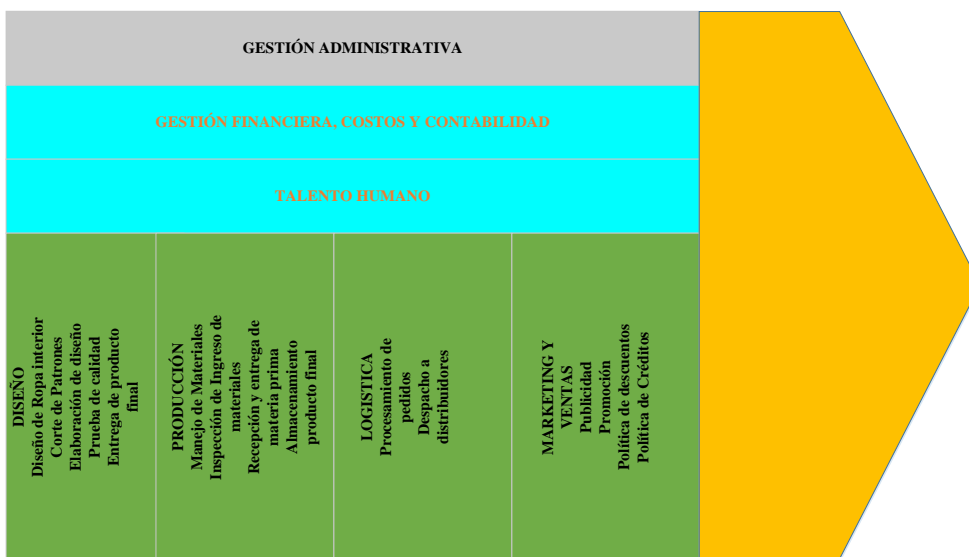 GESTIÓN ADMINISTRATIVA
GESTIÓN FINANCIERA, COSTOS Y CONTABILIDAD
TALENTO HUMANO
DISEÑO
Diseño de Ropa interior
Corte de Patrones
Elaboración de diseño
Prueba de calidad
Entrega de producto
final
PRODUCCIÓN
Manejo de Materiales
Inspección de Ingreso de
materiales
Recepción y entrega de
materia prima
Almacenamiento
producto final
LOGISTICA
Procesamiento de
pedidos
Despacho a
distribuidores
MARKETING Y
VENTAS
Publicidad
Promoción
Política de descuentos
Política de Créditos